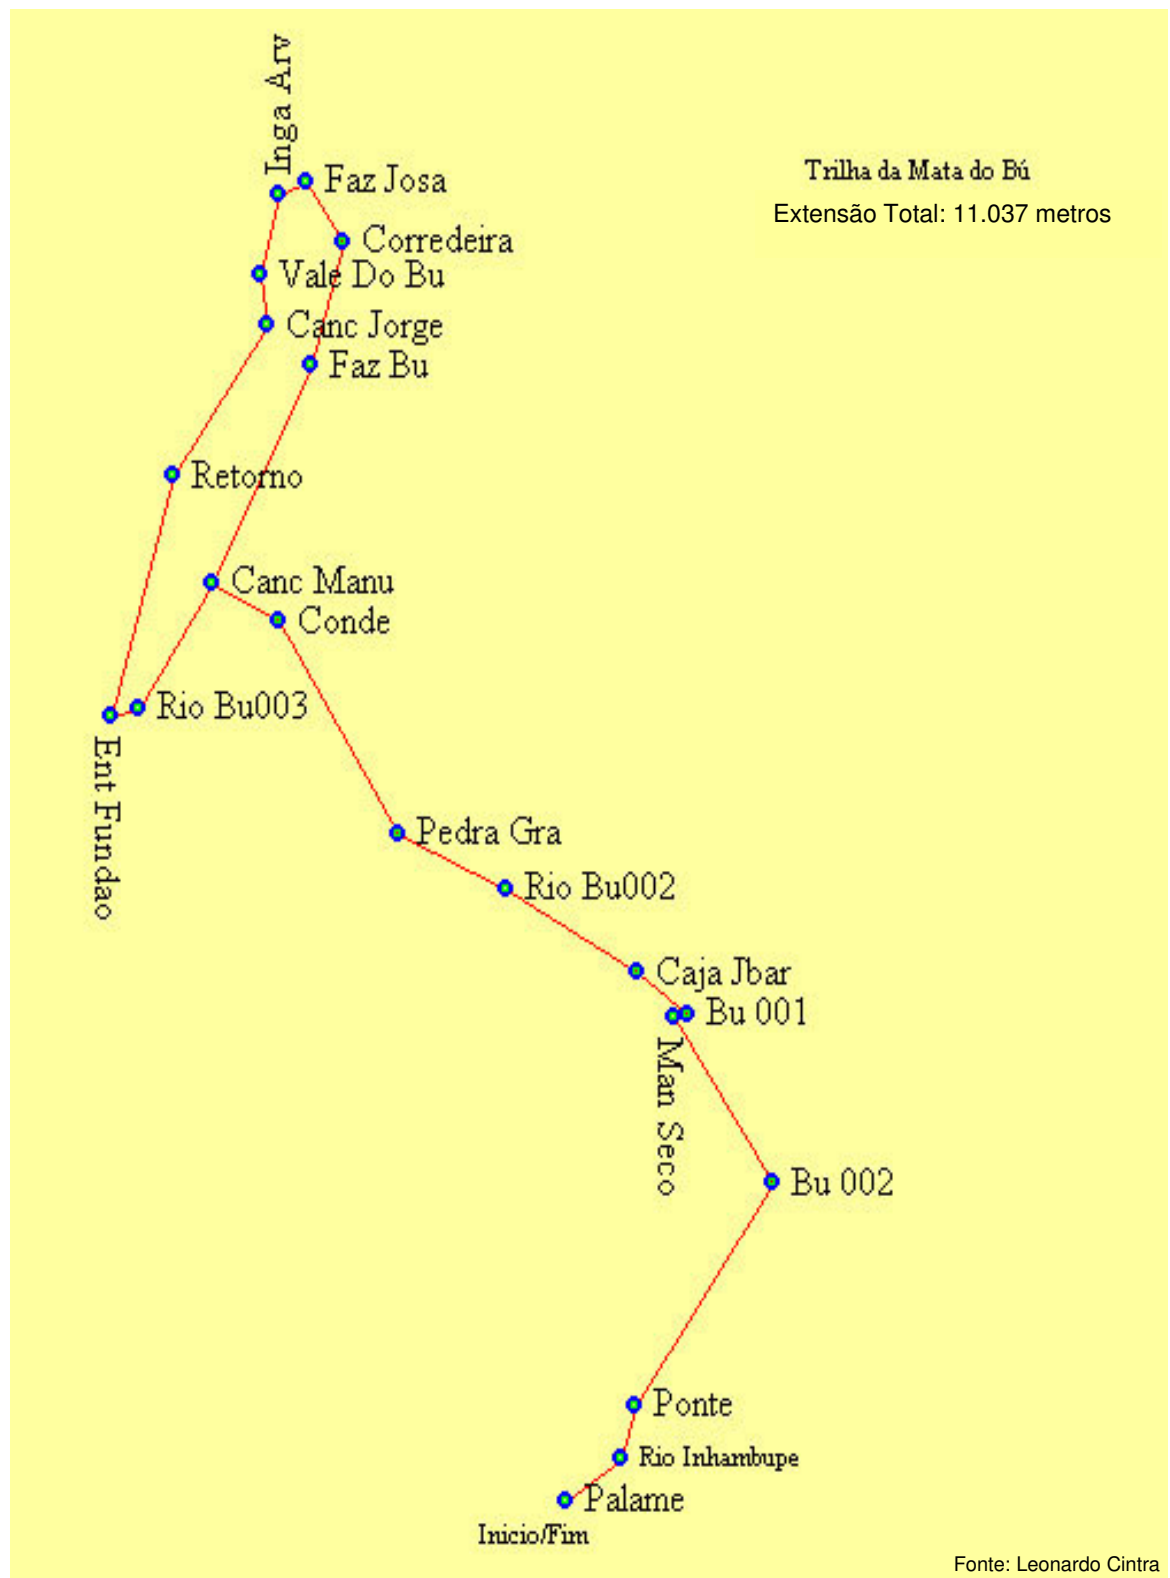 Inga Arv
Trilha da Mata do Bú
Faz Josa
Extensão Total: 11.037 metros
Corredeira
Vale Do Bu
Canc Jorge
Faz Bu
Retorno
Canc Manu
Conde
Rio Bu003
Ent Fundao
Pedra Gra
Rio Bu002
Caja Jbar
Bu 001
Man Seco
Bu 002
Ponte
Rio Inhambupe
Palame
Inicio/Fim
Fonte: Leonardo Cintra